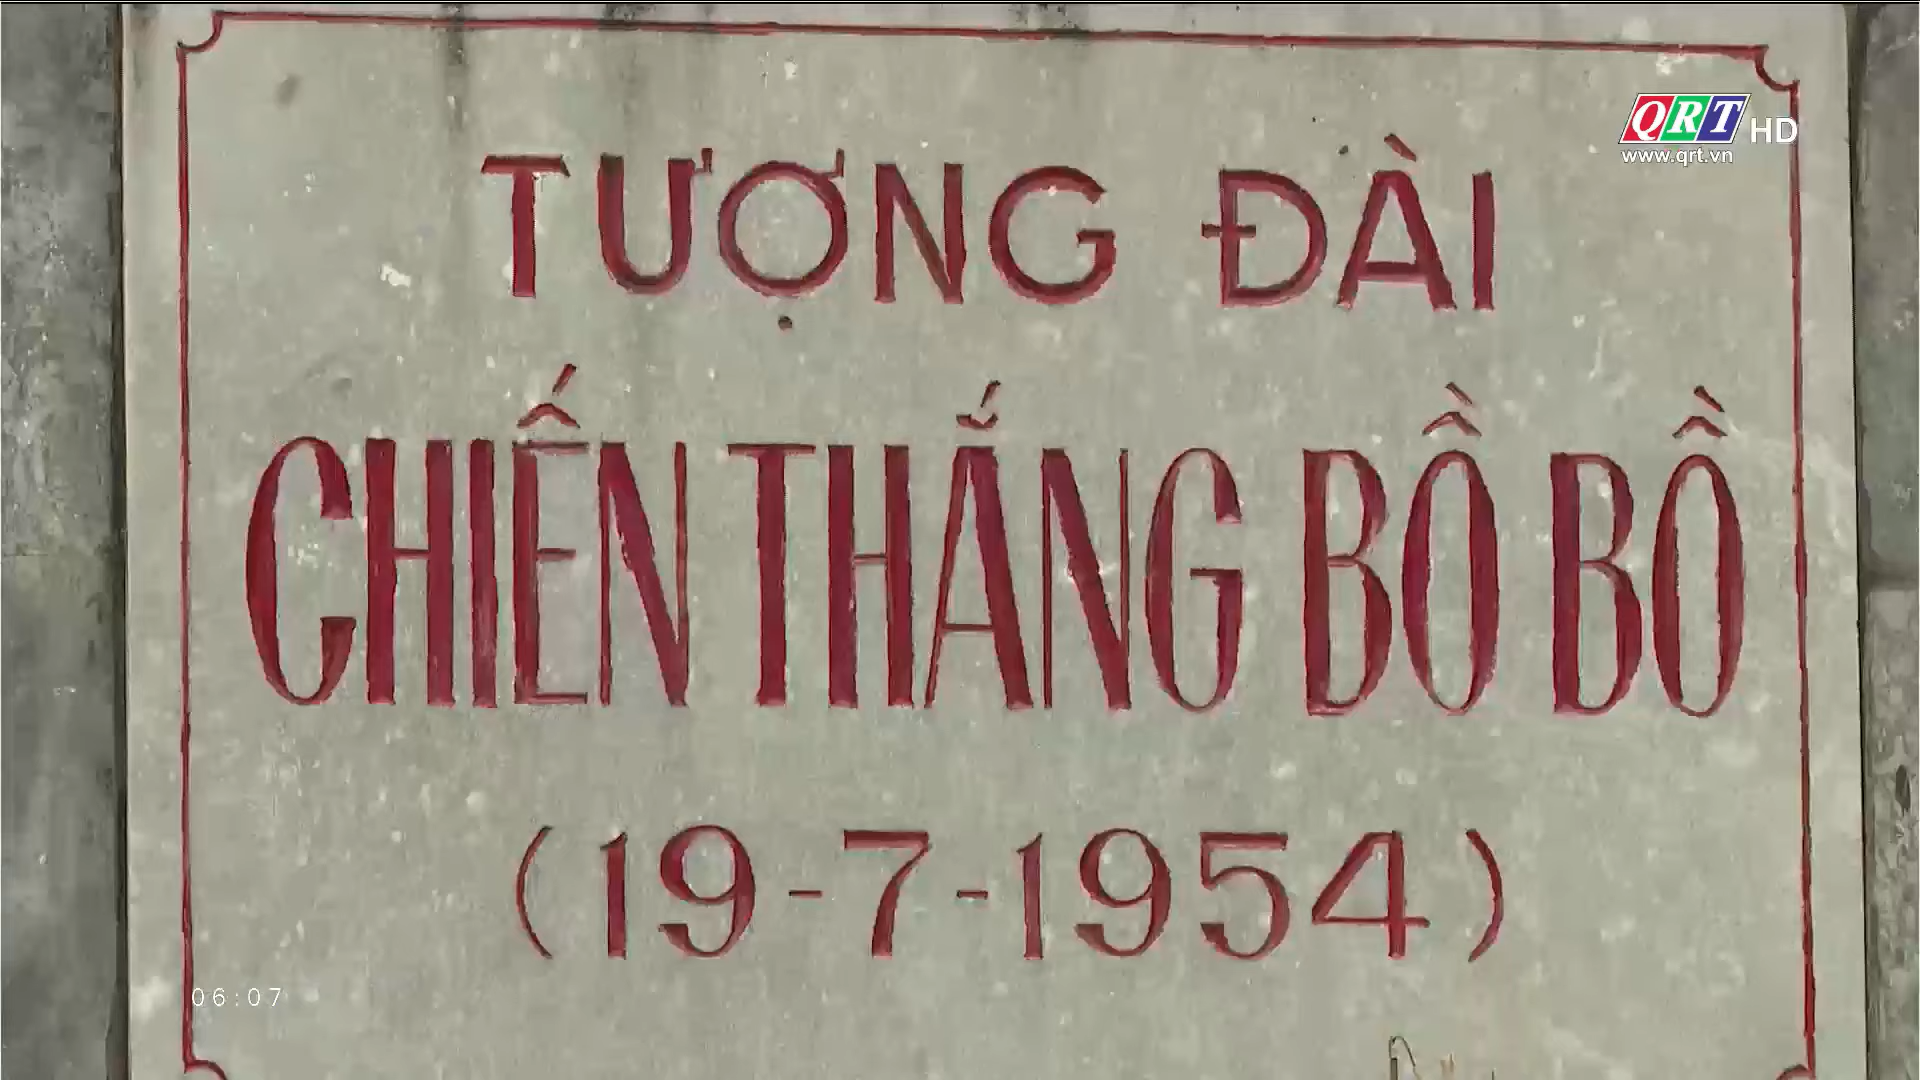 QRT HD
www.qrt.vn
TƯỢNG ĐÀI
CHIẾN THẮNG BỒ BỒ
(19-7-1954)
06:07